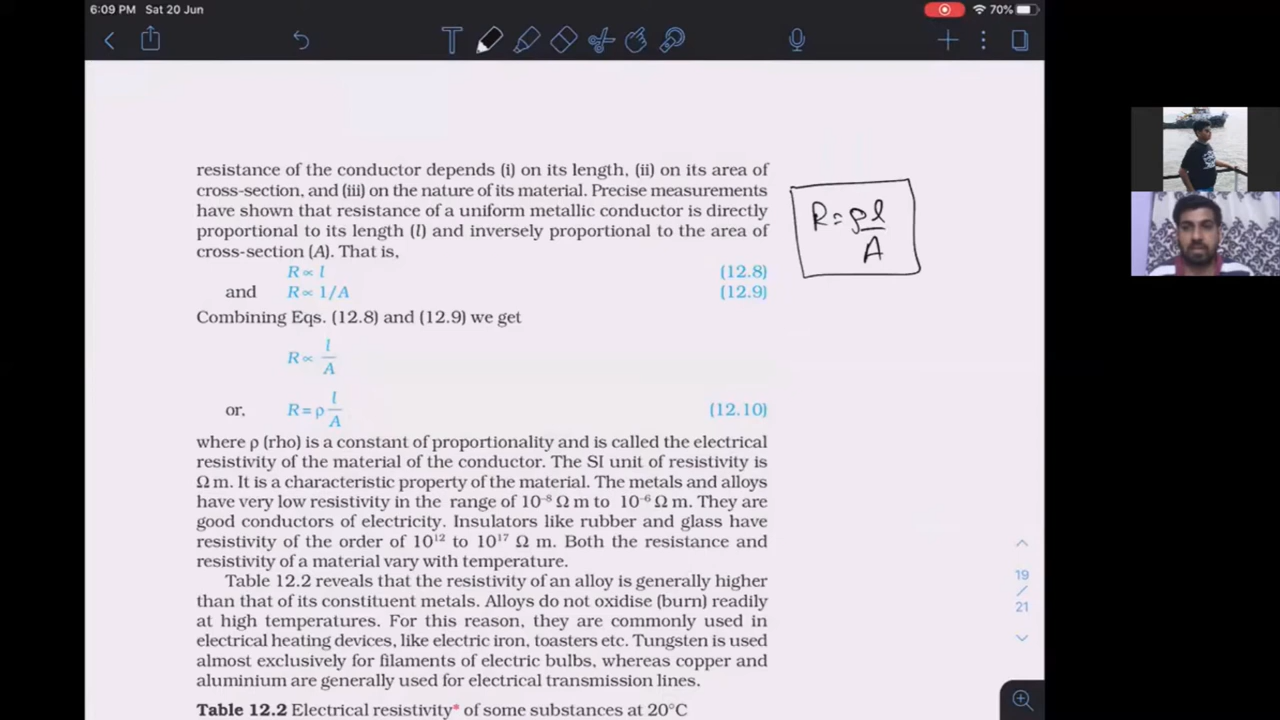 6:09 PM Sat 20 Jun
70%
resistance of the conductor depends (i) on its length, (ii) on its area of
cross-section, and (iii) on the nature of its material. Precise measurements
have shown that resistance of a uniform metallic conductor is directly
proportional to its length (l) and inversely proportional to the area of
cross-section (A). That is,
R ∝ l (12.8)
and R ∝ 1/A (12.9)
Combining Eqs. (12.8) and (12.9) we get
R ∝ l/A
or, R = ρ l/A (12.10)
where ρ (rho) is a constant of proportionality and is called the electrical
resistivity of the material of the conductor. The SI unit of resistivity is
Ω m. It is a characteristic property of the material. The metals and alloys
have very low resistivity in the range of 10⁻⁸ Ω m to 10⁻⁶ Ω m. They are
good conductors of electricity. Insulators like rubber and glass have
resistivity of the order of 10¹² to 10¹⁷ Ω m. Both the resistance and
resistivity of a material vary with temperature.
Table 12.2 reveals that the resistivity of an alloy is generally higher
than that of its constituent metals. Alloys do not oxidise (burn) readily
at high temperatures. For this reason, they are commonly used in
electrical heating devices, like electric iron, toasters etc. Tungsten is used
almost exclusively for filaments of electric bulbs, whereas copper and
aluminium are generally used for electrical transmission lines.
Table 12.2 Electrical resistivity* of some substances at 20°C
R = ρl
A
19
/
21